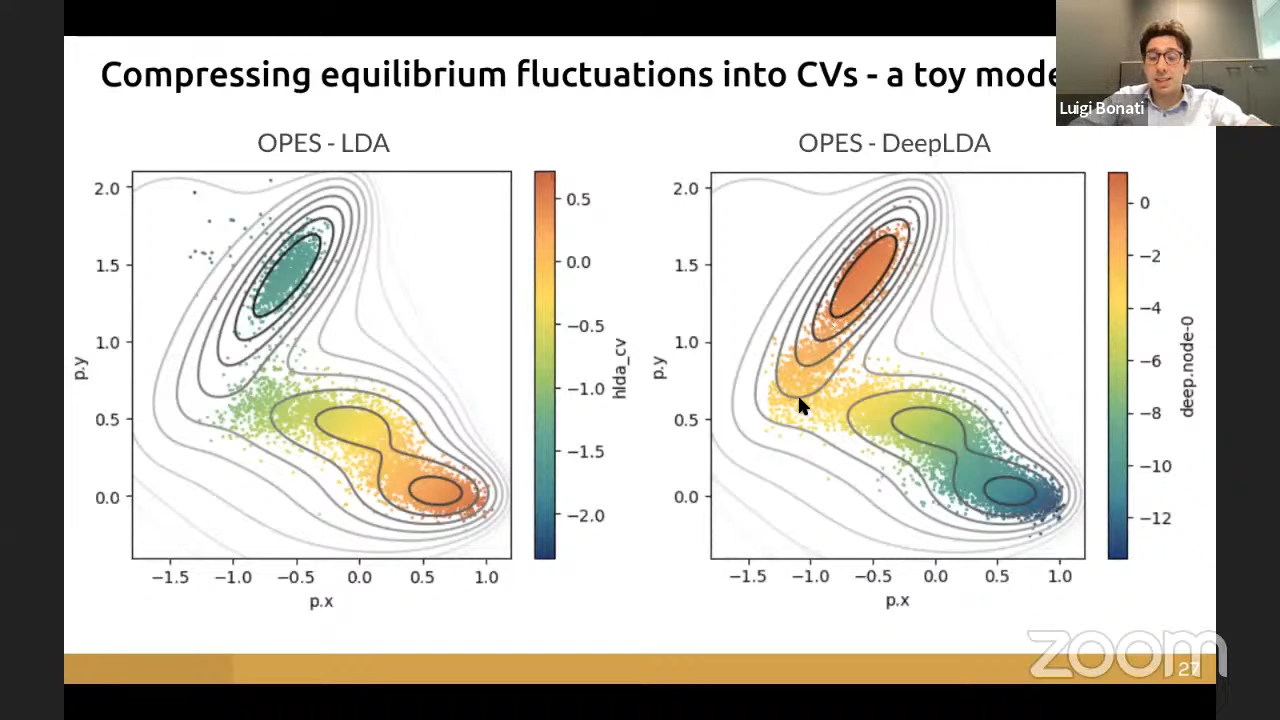 Compressing equilibrium fluctuations into CVs - a toy mode
Luigi Bonati
OPES - LDA
OPES - DeepLDA
2.0
1.5
1.0
0.5
0.0
p.y
−1.5 −1.0 −0.5 0.0 0.5 1.0
p.x
0.5
0.0
−0.5
−1.0
−1.5
−2.0
hlda_cv
2.0
1.5
1.0
0.5
0.0
p.y
−1.5 −1.0 −0.5 0.0 0.5 1.0
p.x
0
−2
−4
−6
−8
−10
−12
deep.node-0
zoom
27